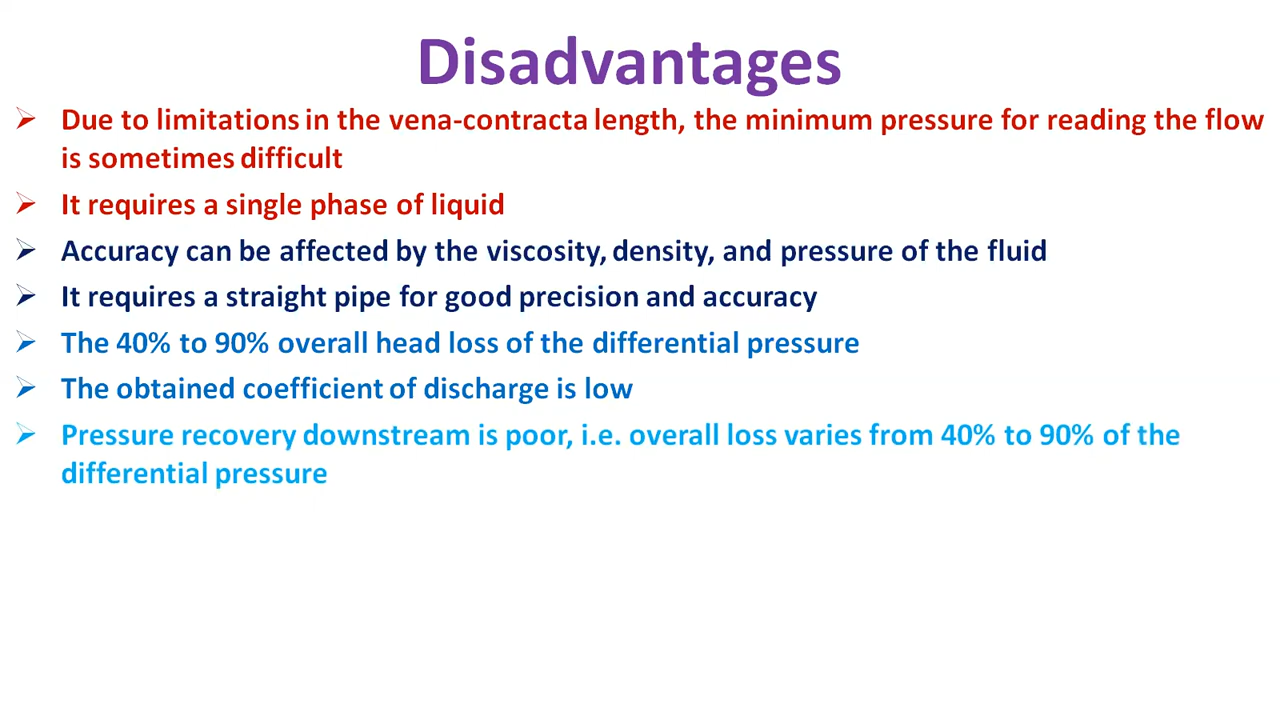 Disadvantages
Due to limitations in the vena-contracta length, the minimum pressure for reading the flow
is sometimes difficult
It requires a single phase of liquid
Accuracy can be affected by the viscosity, density, and pressure of the fluid
It requires a straight pipe for good precision and accuracy
The 40% to 90% overall head loss of the differential pressure
The obtained coefficient of discharge is low
Pressure recovery downstream is poor, i.e. overall loss varies from 40% to 90% of the
differential pressure